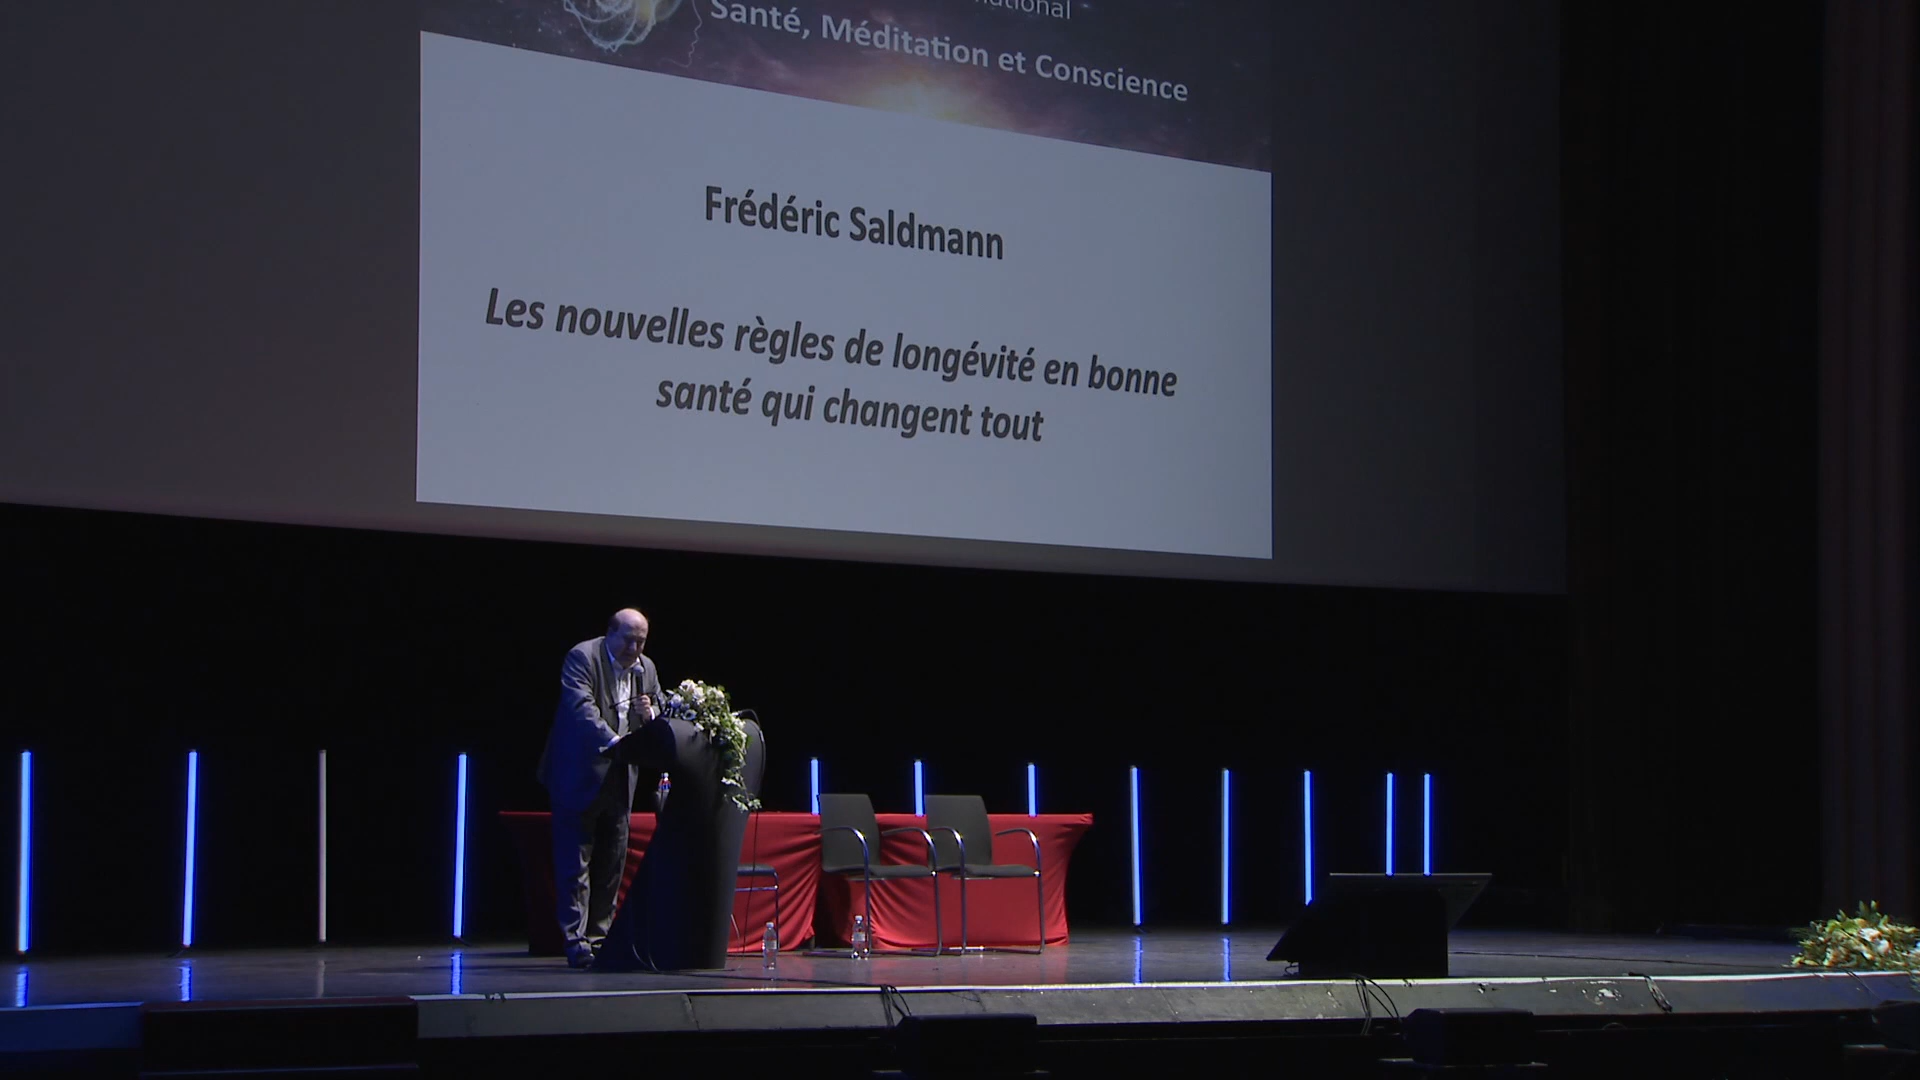 Santé, Méditation et Conscience
Frédéric Saldmann
Les nouvelles règles de longévité en bonne
santé qui changent tout